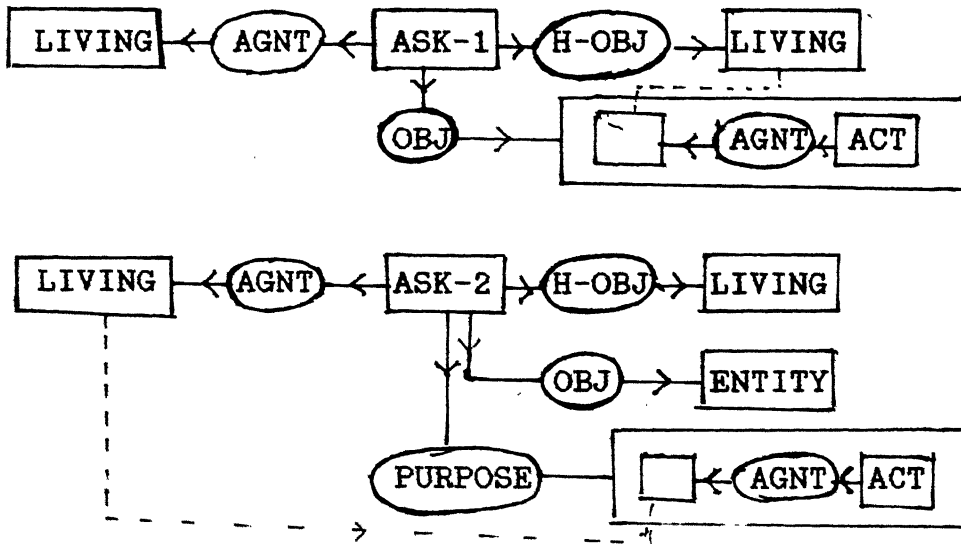 LIVING AGNT ASK-1 H-OBJ LIVING
OBJ AGNT ACT
LIVING AGNT ASK-2 H-OBJ LIVING
OBJ ENTITY
PURPOSE AGNT ACT